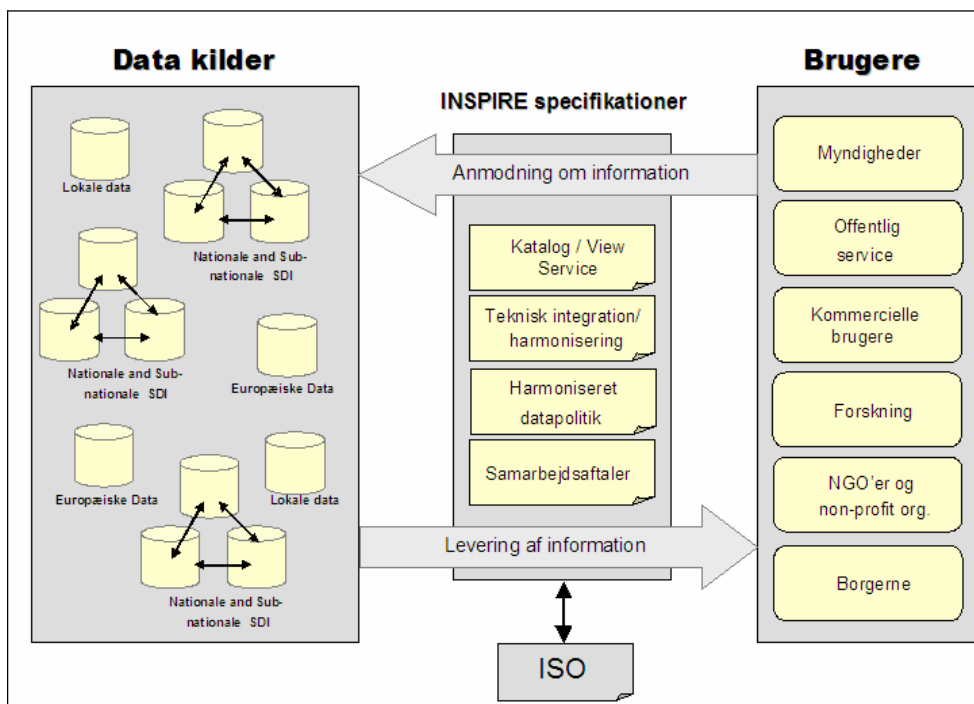 Data kilder
Lokale data
Nationale and Sub-
nationale SDI
Nationale and Sub-
nationale SDI
Europæiske Data
Europæiske Data
Lokale data
Nationale and Sub-
nationale SDI
INSPIRE specifikationer
Anmodning om information
Katalog / View
Service
Teknisk integration/
harmonisering
Harmoniseret
datapolitik
Samarbejdsaftaler
Levering af information
ISO
Brugere
Myndigheder
Offentlig
service
Kommercielle
brugere
Forskning
NGO'er og
non-profit org.
Borgerne